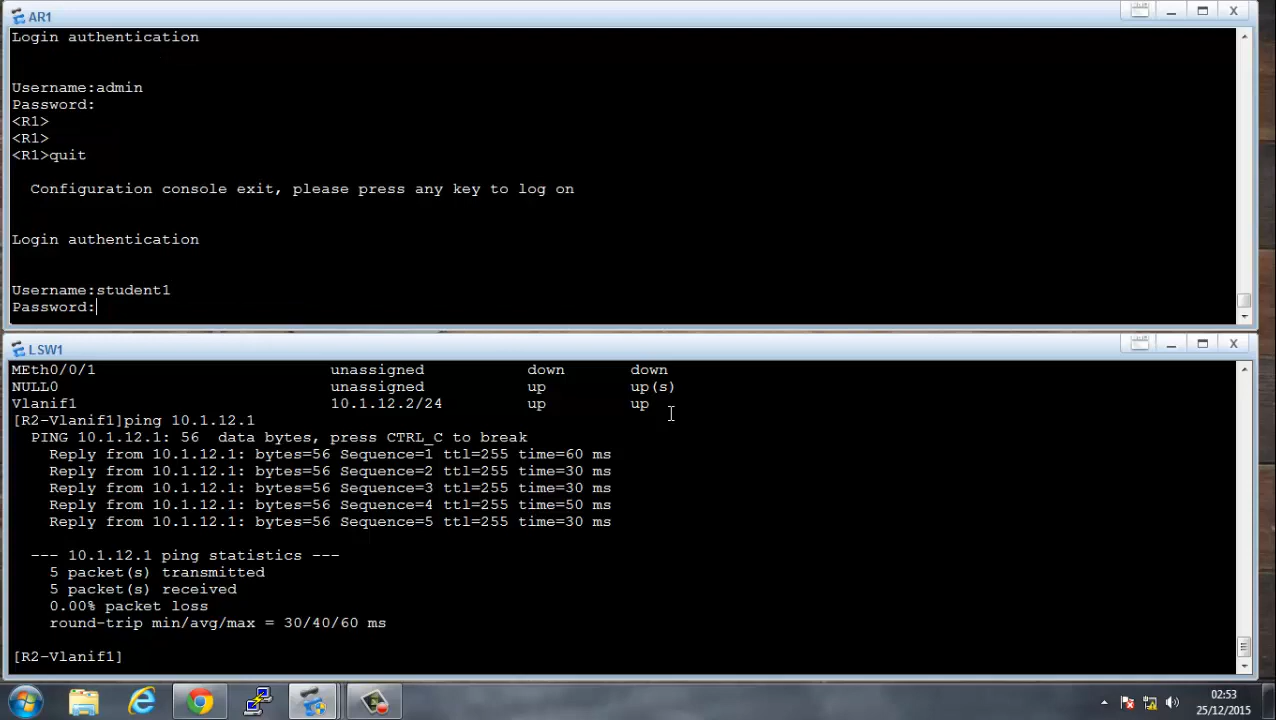 AR1
Login authentication
Username:admin
Password:
<R1>
<R1>
<R1>quit
Configuration console exit, please press any key to log on
Login authentication
Username:student1
Password:
LSW1
MEth0/0/1 unassigned down down
NULL0 unassigned up up(s)
Vlanif1 10.1.12.2/24 up up
[R2-Vlanif1]ping 10.1.12.1
PING 10.1.12.1: 56 data bytes, press CTRL_C to break
Reply from 10.1.12.1: bytes=56 Sequence=1 ttl=255 time=60 ms
Reply from 10.1.12.1: bytes=56 Sequence=2 ttl=255 time=30 ms
Reply from 10.1.12.1: bytes=56 Sequence=3 ttl=255 time=30 ms
Reply from 10.1.12.1: bytes=56 Sequence=4 ttl=255 time=50 ms
Reply from 10.1.12.1: bytes=56 Sequence=5 ttl=255 time=30 ms
--- 10.1.12.1 ping statistics ---
5 packet(s) transmitted
5 packet(s) received
0.00% packet loss
round-trip min/avg/max = 30/40/60 ms
[R2-Vlanif1]
02:53
25/12/2015